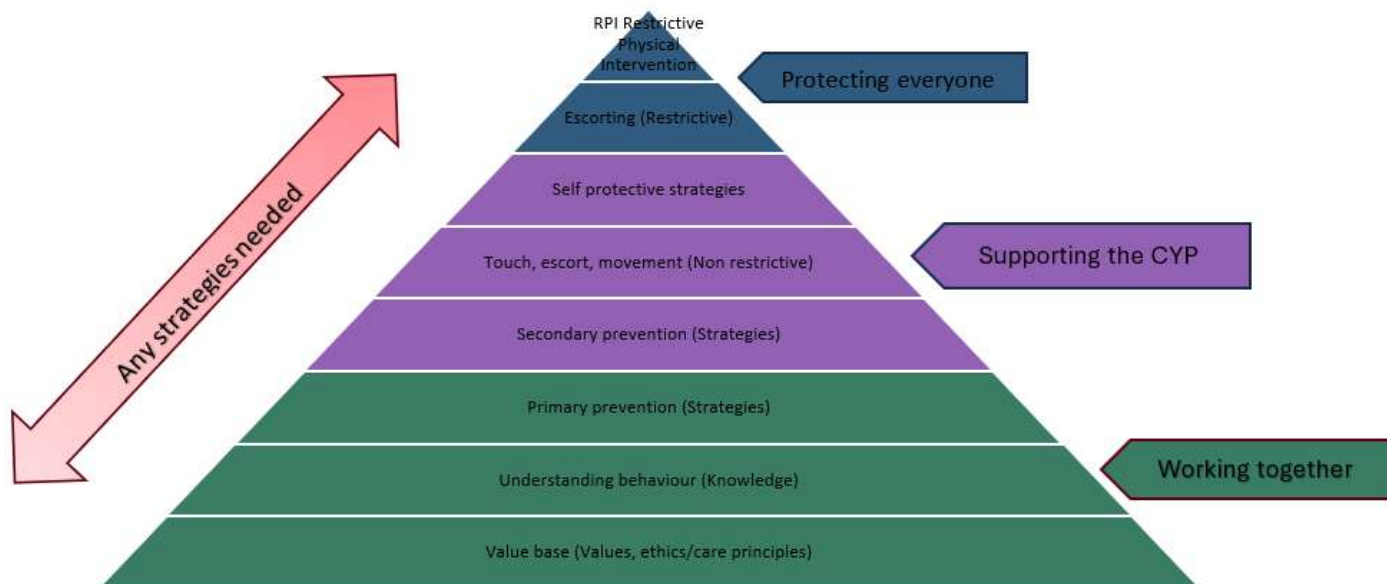 RPI Restrictive
Physical
Intervention
Protecting everyone
Escorting (Restrictive)
Self protective strategies
Any strategies needed
Touch, escort, movement (Non restrictive)
Supporting the CYP
Secondary prevention (Strategies)
Primary prevention (Strategies)
Understanding behaviour (Knowledge)
Working together
Value base (Values, ethics/care principles)